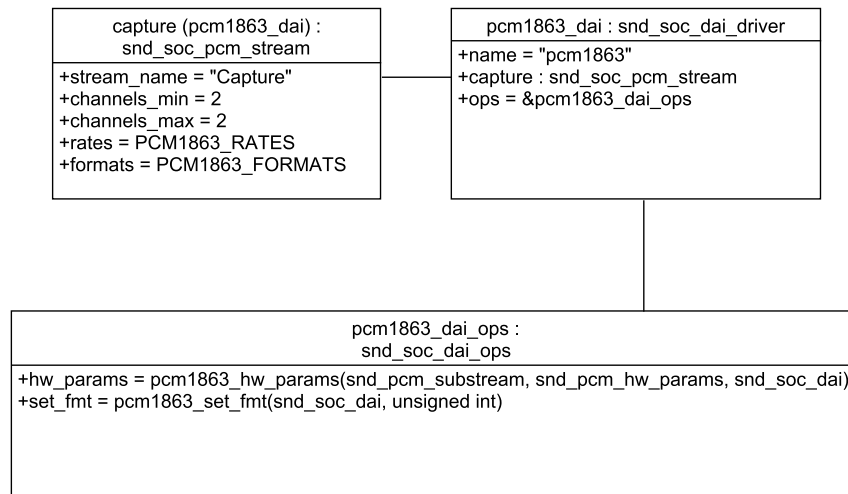 capture (pcm1863_dai) :
snd_soc_pcm_stream
+stream_name = "Capture"
+channels_min = 2
+channels_max = 2
+rates = PCM1863_RATES
+formats = PCM1863_FORMATS
pcm1863_dai : snd_soc_dai_driver
+name = "pcm1863"
+capture : snd_soc_pcm_stream
+ops = &pcm1863_dai_ops
pcm1863_dai_ops :
snd_soc_dai_ops
+hw_params = pcm1863_hw_params(snd_pcm_substream, snd_pcm_hw_params, snd_soc_dai)
+set_fmt = pcm1863_set_fmt(snd_soc_dai, unsigned int)